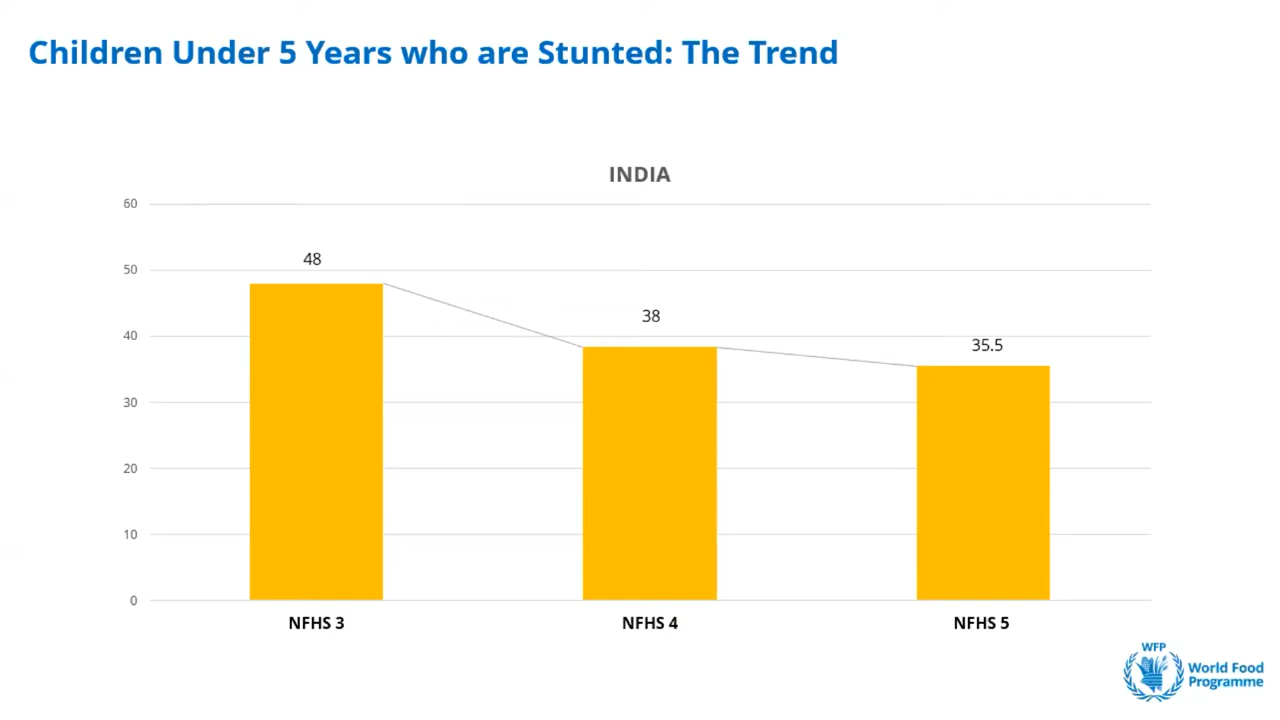 Children Under 5 Years who are Stunted: The Trend
INDIA
60
50
40
30
20
10
0
48
38
35.5
NFHS 3
NFHS 4
NFHS 5
WFP
World Food
Programme